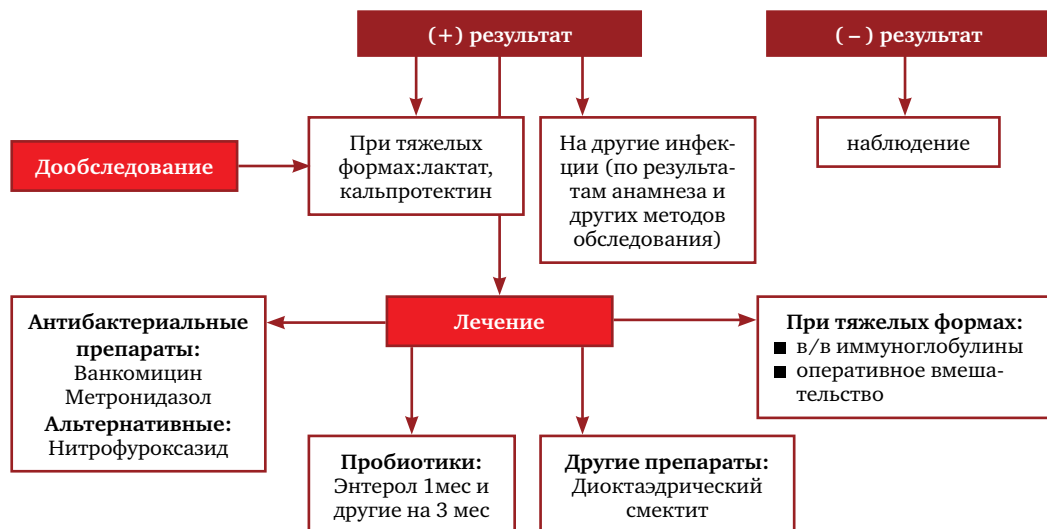 (+) результат
(–) результат
Дообследование
При тяжелых
формах:лактат,
кальпротектин
На другие инфек-
ции (по результа-
там анамнеза и
других методов
обследования)
наблюдение
Лечение
Антибактериальные
препараты:
Ванкомицин
Метронидазол
Альтернативные:
Нитрофуроксазид
При тяжелых формах:
■ в/в иммуноглобулины
■ оперативное вмеша-
тельство
Пробиотики:
Энтерол 1мес и
другие на 3 мес
Другие препараты:
Диоктаэдрический
смектит